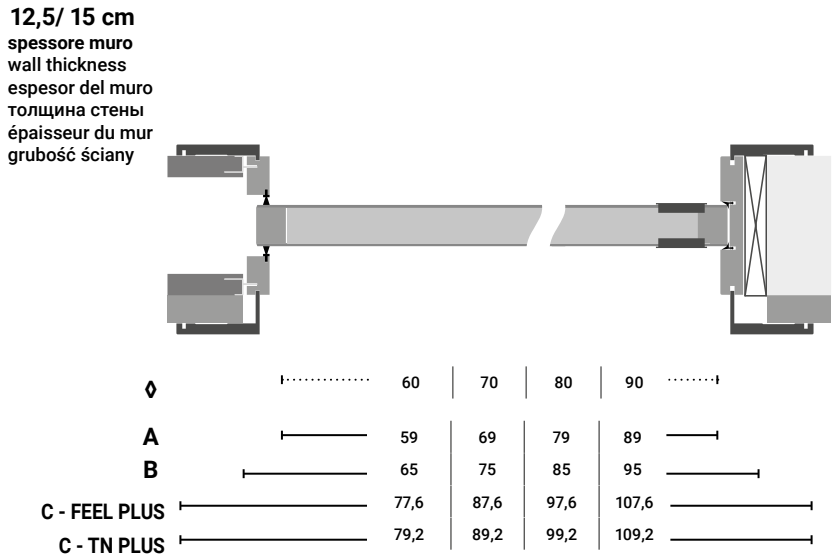 12,5/ 15 cm
spessore muro
wall thickness
espesor del muro
толщина стены
épaisseur du mur
grubość ściany
◊ 60 70 80 90
A 59 69 79 89
B 65 75 85 95
C - FEEL PLUS 77,6 87,6 97,6 107,6
C - TN PLUS 79,2 89,2 99,2 109,2